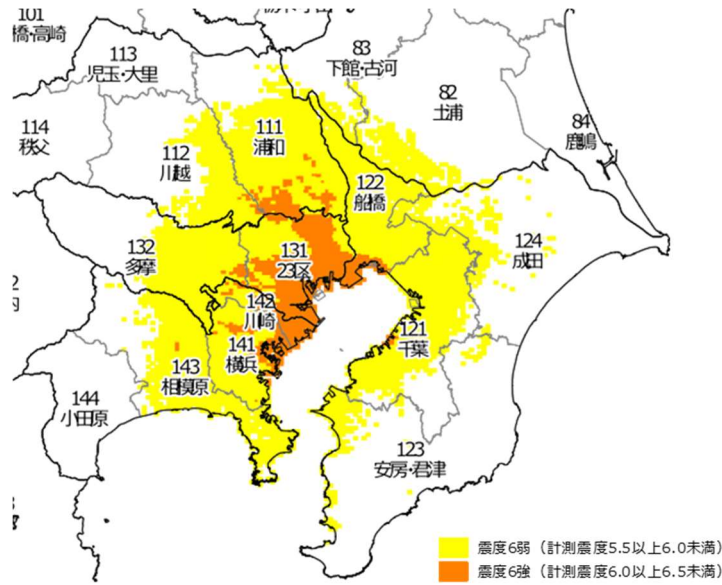 101
橋・高崎
113
児玉・大里
83
下館・古河
82
土浦
84
鹿嶋
114
秩父
111
浦和
112
川越
122
船橋
132
多摩
131
23区
124
成田
142
川崎
121
千葉
141
横浜
143
相模原
144
小田原
123
安房・君津
震度6弱（計測震度5.5以上6.0未満）
震度6強（計測震度6.0以上6.5未満）